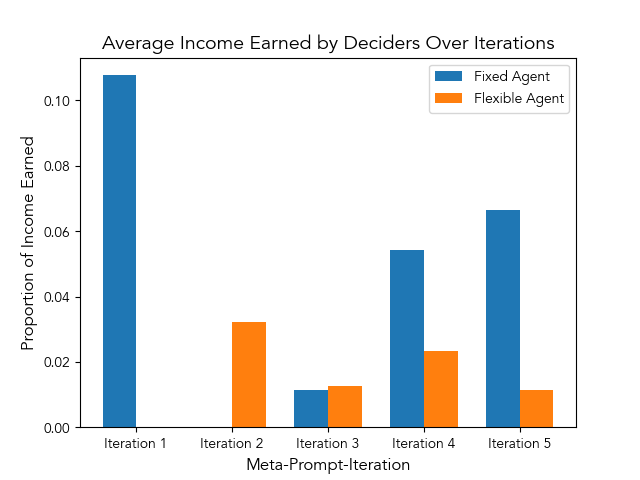 Average Income Earned by Deciders Over Iterations
Fixed Agent
Flexible Agent
Proportion of Income Earned
0.10
0.08
0.06
0.04
0.02
0.00
Iteration 1
Iteration 2
Iteration 3
Iteration 4
Iteration 5
Meta-Prompt-Iteration